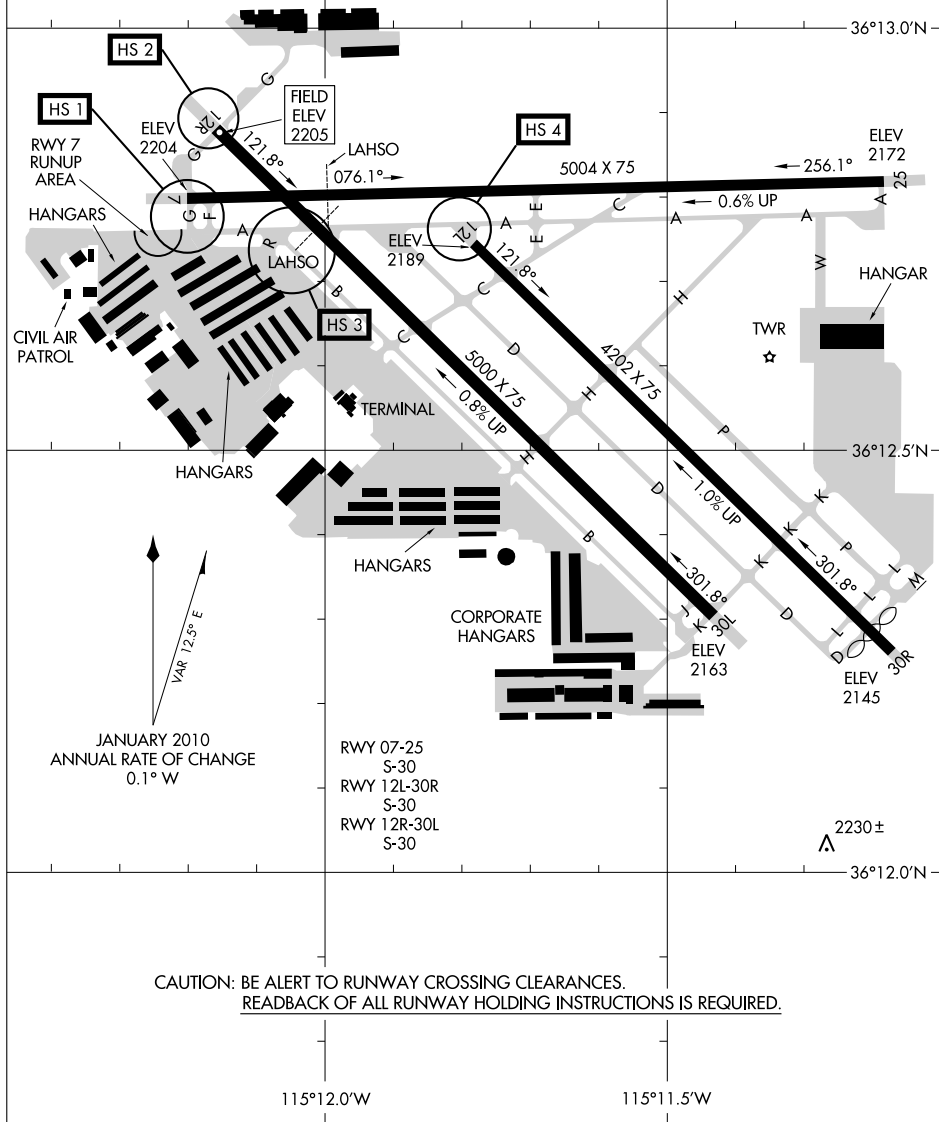 36°13.0'N
HS 2
G
HS 1
FIELD
ELEV
2205
12R
ELEV
2204
G
121.8°
HS 4
RWY 7
RUNUP
AREA
LAHSO
076.1°
5004 X 75
256.1°
ELEV
2172
25
0.6% UP
HANGARS
7
G
F
A
R
LAHSO
12L
ELEV
2189
A
E
E
C
A
A
A
121.8°
W
HANGAR
B
HS 3
C
C
H
D
CIVIL AIR
PATROL
TWR
5000 X 75
0.8% UP
4202 X 75
H
TERMINAL
P
36°12.5'N
HANGARS
H
D
1.0% UP
K
K
HANGARS
B
P
K
301.8°
301.8°
L
M
L
CORPORATE
HANGARS
D
L
D
K
30L
ELEV
2163
30R
ELEV
2145
VAR 12.5° E
JANUARY 2010
ANNUAL RATE OF CHANGE
0.1° W
RWY 07-25
S-30
RWY 12L-30R
S-30
RWY 12R-30L
S-30
2230 ±
36°12.0'N
CAUTION: BE ALERT TO RUNWAY CROSSING CLEARANCES.
READBACK OF ALL RUNWAY HOLDING INSTRUCTIONS IS REQUIRED.
115°12.0'W
115°11.5'W